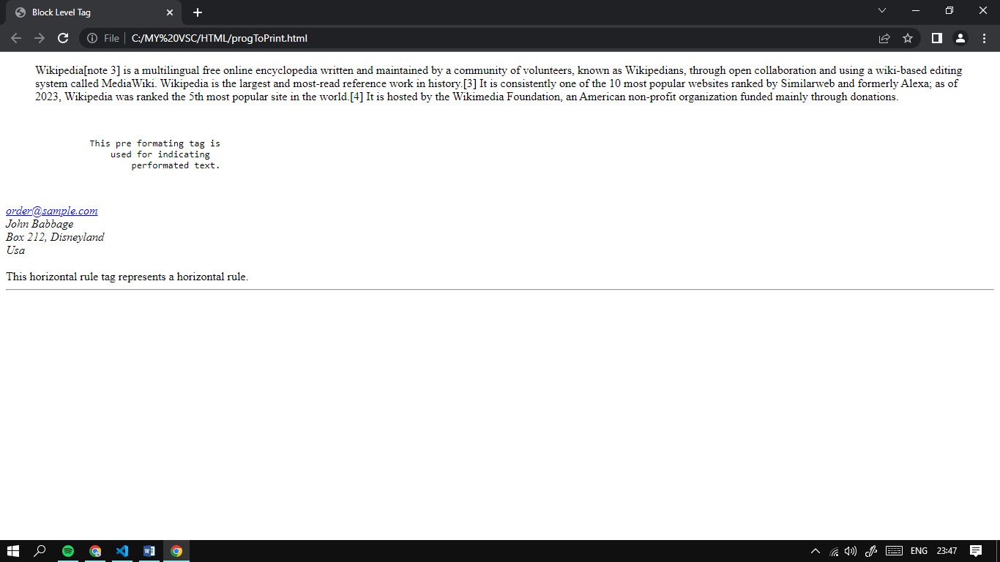 Block Level Tag
File
C:/MY%20VSC/HTML/progToPrint.html
Wikipedia[note 3] is a multilingual free online encyclopedia written and maintained by a community of volunteers, known as Wikipedians, through open collaboration and using a wiki-based editing
system called MediaWiki. Wikipedia is the largest and most-read reference work in history.[3] It is consistently one of the 10 most popular websites ranked by Similarweb and formerly Alexa; as of
2023, Wikipedia was ranked the 5th most popular site in the world.[4] It is hosted by the Wikimedia Foundation, an American non-profit organization funded mainly through donations.
This pre formating tag is
used for indicating
performated text.
order@sample.com
John Babbage
Box 212, Disneyland
Usa
This horizontal rule tag represents a horizontal rule.
ENG 23:47